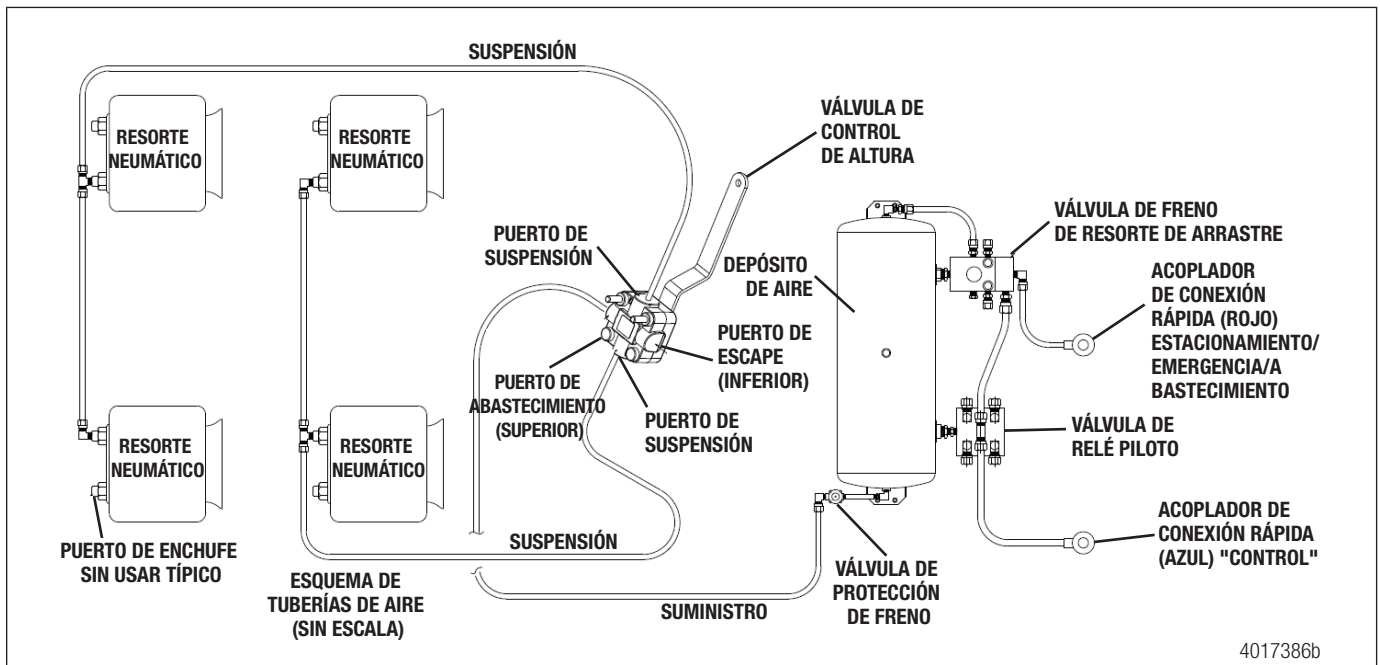 SUSPENSIÓN
RESORTE
NEUMÁTICO
RESORTE
NEUMÁTICO
VÁLVULA DE
CONTROL
DE ALTURA
PUERTO DE
SUSPENSIÓN
DEPÓSITO
DE AIRE
VÁLVULA DE FRENO
DE RESORTE DE ARRASTRE
ACOPLADOR
DE CONEXIÓN
RÁPIDA (ROJO)
ESTACIONAMIENTO/
EMERGENCIA/A
BASTECIMIENTO
PUERTO DE
ESCAPE
(INFERIOR)
PUERTO DE
ABASTECIMIENTO
(SUPERIOR)
PUERTO DE
SUSPENSIÓN
VÁLVULA DE
RELÉ PILOTO
RESORTE
NEUMÁTICO
RESORTE
NEUMÁTICO
PUERTO DE ENCHUFE
SIN USAR TÍPICO
SUSPENSIÓN
ACOPLADOR DE
CONEXIÓN RÁPIDA
(AZUL) "CONTROL"
ESQUEMA DE
TUBERÍAS DE AIRE
(SIN ESCALA)
SUMINISTRO
VÁLVULA DE
PROTECCIÓN
DE FRENO
4017386b